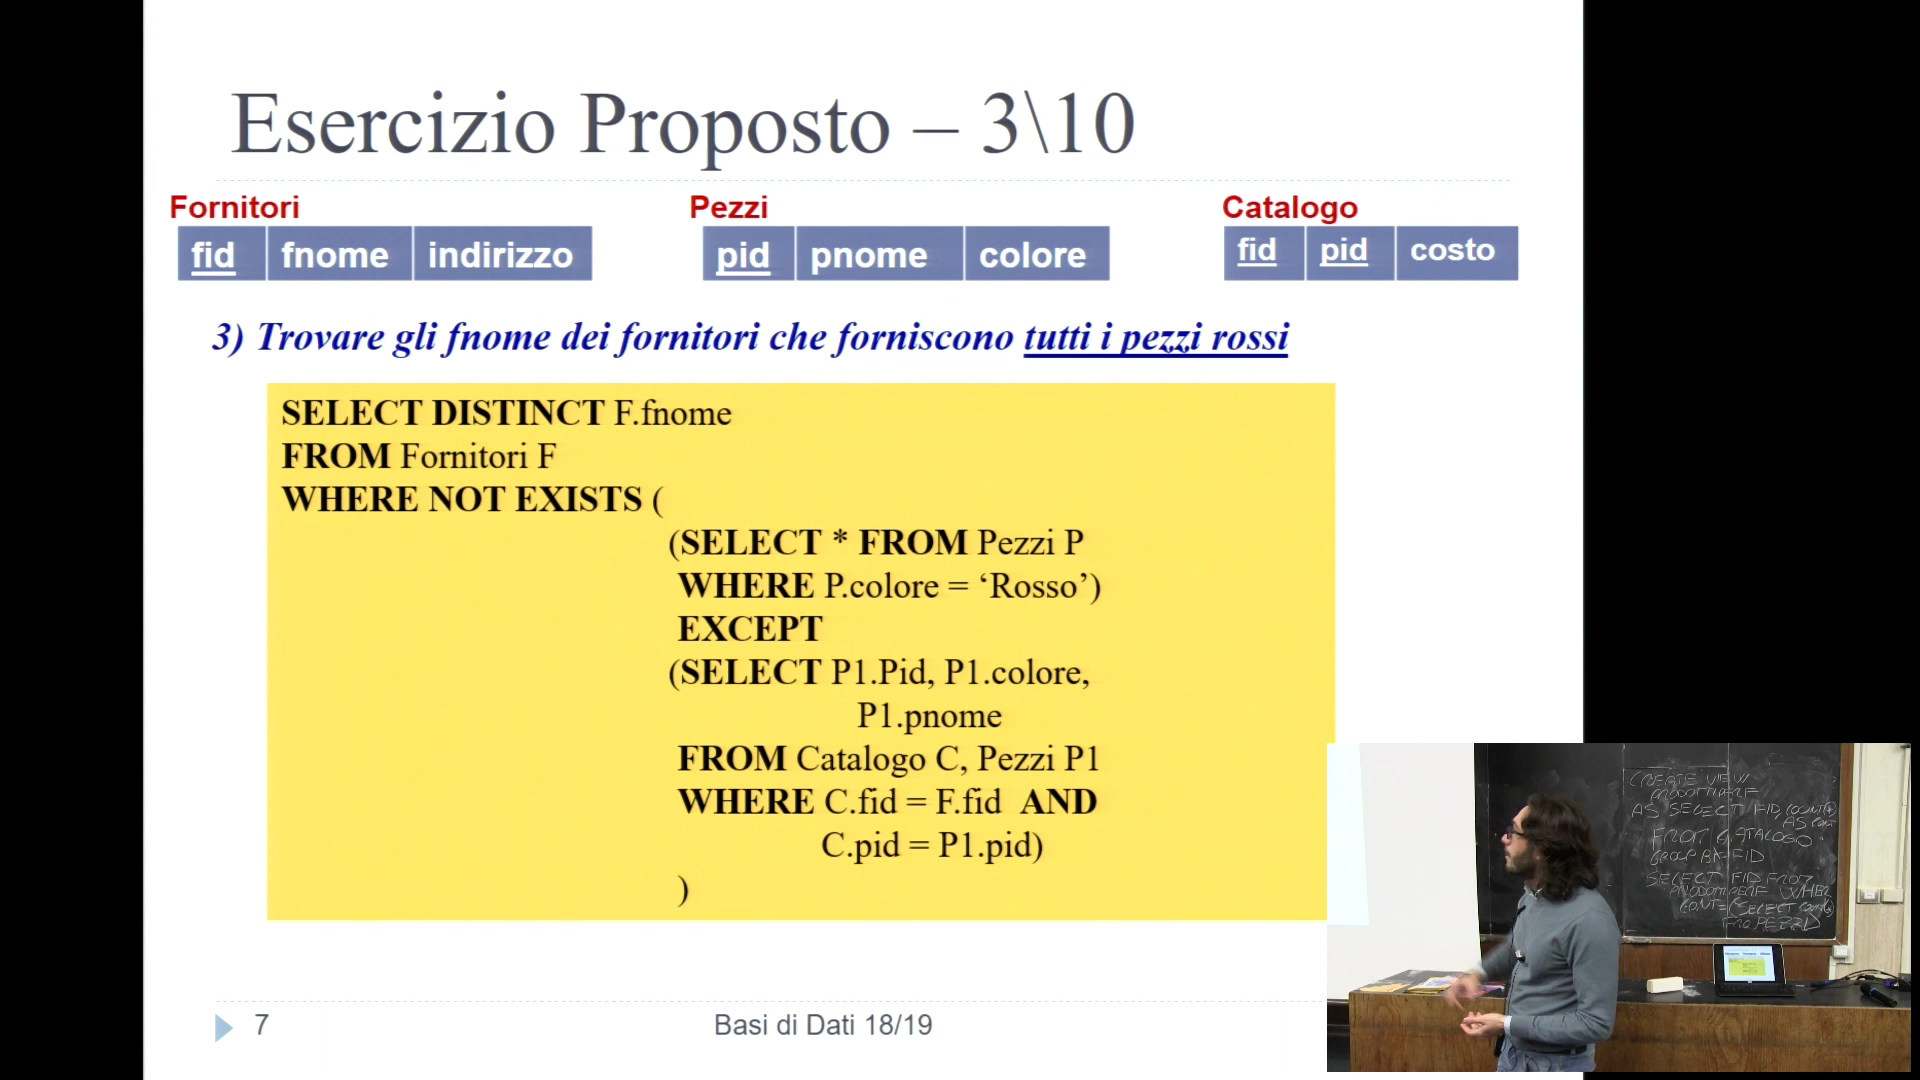 Esercizio Proposto – 3\10
Fornitori
fid fnome indirizzo
Pezzi
pid pnome colore
Catalogo
fid pid costo
3) Trovare gli fnome dei fornitori che forniscono tutti i pezzi rossi
SELECT DISTINCT F.fnome
FROM Fornitori F
WHERE NOT EXISTS (
(SELECT * FROM Pezzi P
WHERE P.colore = ‘Rosso’)
EXCEPT
(SELECT P1.Pid, P1.colore,
P1.pnome
FROM Catalogo C, Pezzi P1
WHERE C.fid = F.fid AND
C.pid = P1.pid)
)
7
Basi di Dati 18/19
CREATE VIEW
AS SELECT FID, COUNT(*)
FROM CATALOGO
GROUP BY FID
SELECT FID FROM
(SELECT COUNT(*)
PEZZI